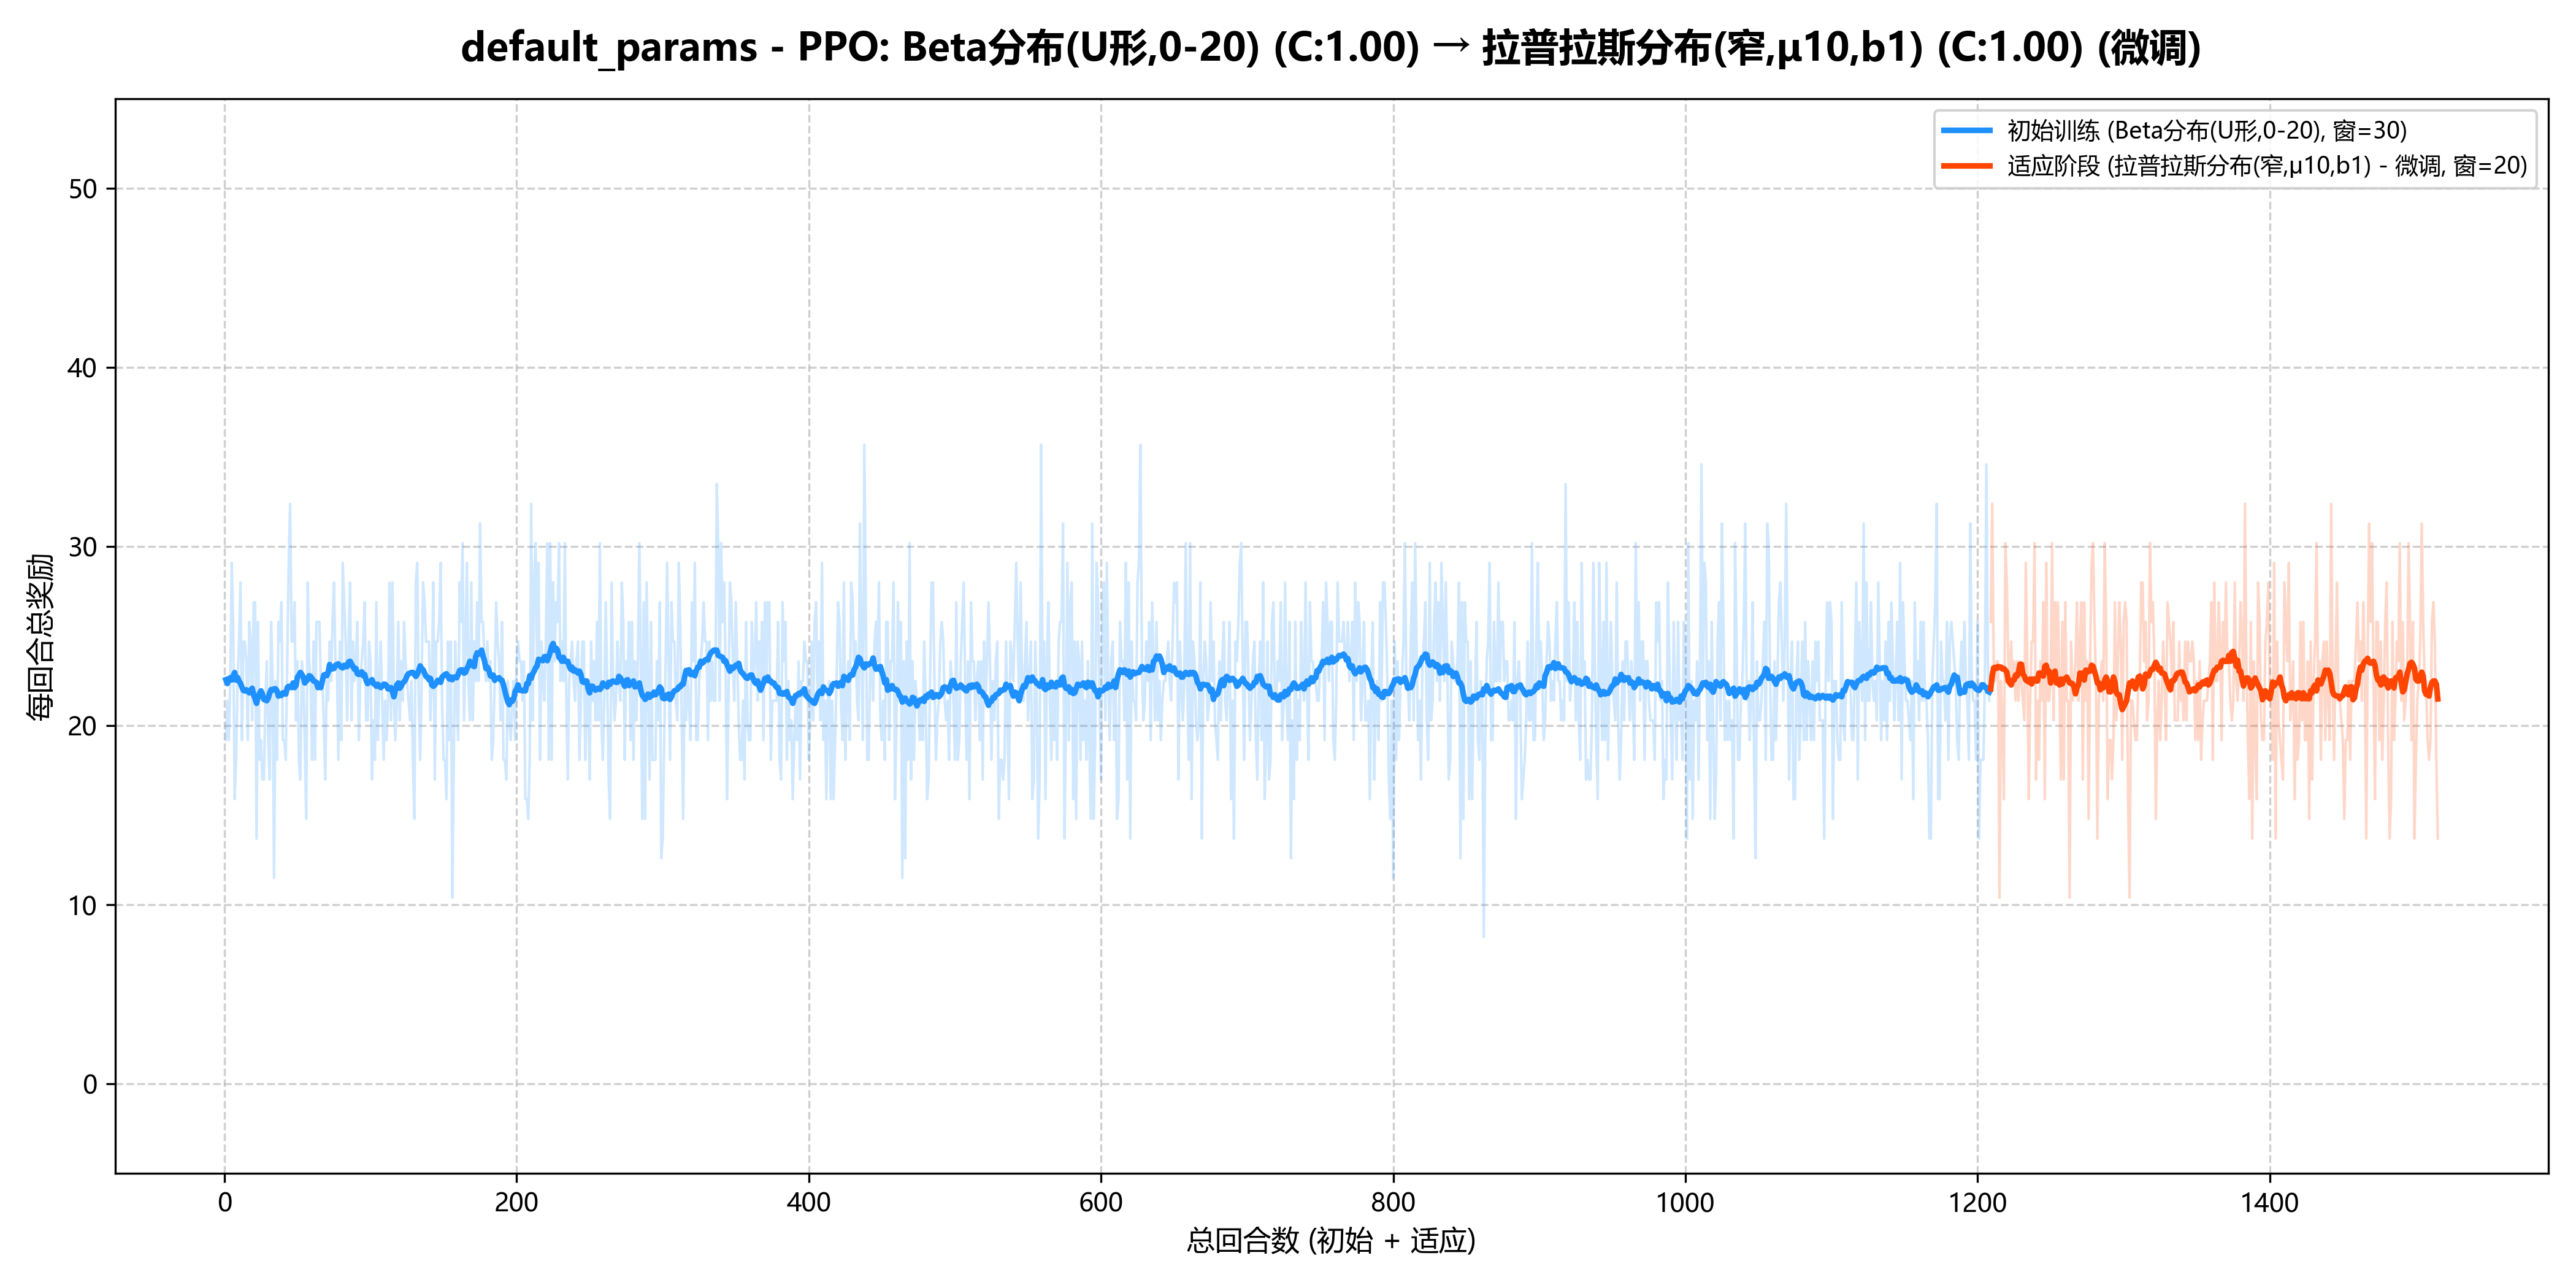 default_params - PPO: Beta分布(U形,0-20) (C:1.00) → 拉普拉斯分布(窄,μ10,b1) (C:1.00) (微调)
初始训练 (Beta分布(U形,0-20), 窗=30)
适应阶段 (拉普拉斯分布(窄,μ10,b1) - 微调, 窗=20)
每回合总奖励
50
40
30
20
10
0
0 200 400 600 800 1000 1200 1400
总回合数 (初始 + 适应)